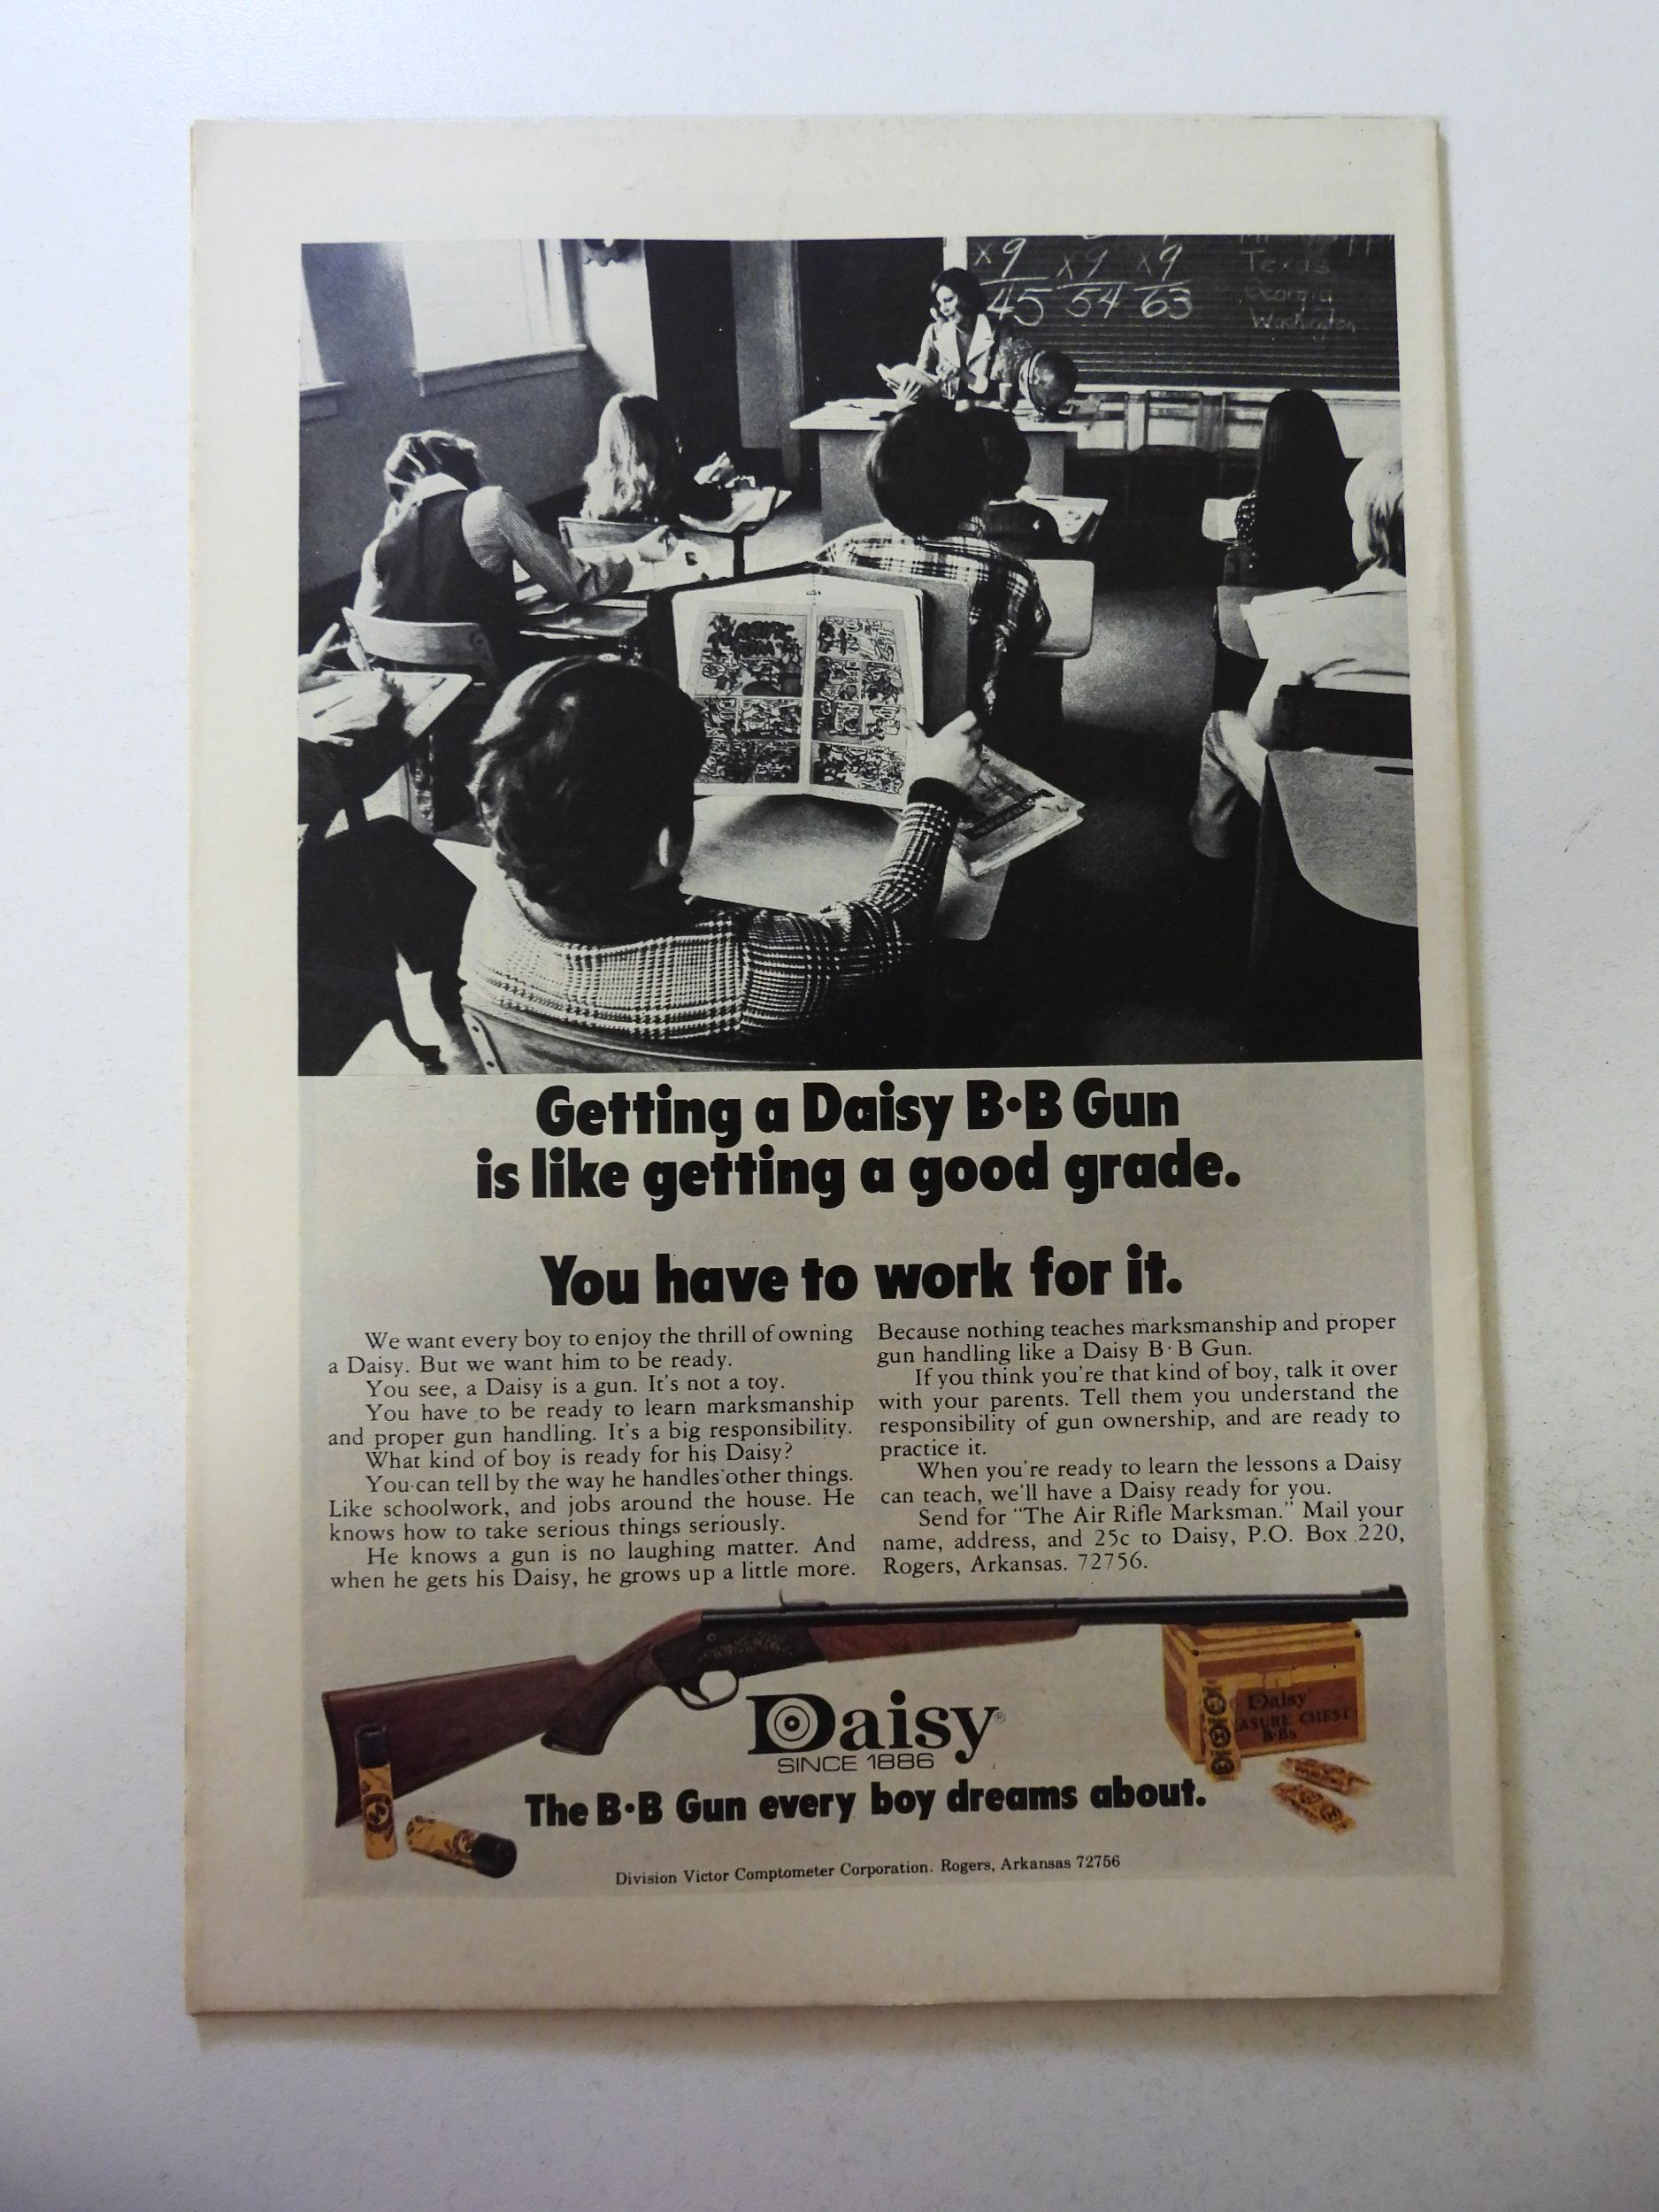 x9 x9 x9
45 54 63
Texas
Georgia
Washington
Getting a Daisy B·B Gun
is like getting a good grade.
You have to work for it.
We want every boy to enjoy the thrill of owning
a Daisy. But we want him to be ready.
You see, a Daisy is a gun. It's not a toy.
You have to be ready to learn marksmanship
and proper gun handling. It's a big responsibility.
What kind of boy is ready for his Daisy?
You can tell by the way he handles other things.
Like schoolwork, and jobs around the house. He
knows how to take serious things seriously.
He knows a gun is no laughing matter. And
when he gets his Daisy, he grows up a little more.
Because nothing teaches marksmanship and proper
gun handling like a Daisy B·B Gun.
If you think you're that kind of boy, talk it over
with your parents. Tell them you understand the
responsibility of gun ownership, and are ready to
practice it.
When you're ready to learn the lessons a Daisy
can teach, we'll have a Daisy ready for you.
Send for "The Air Rifle Marksman." Mail your
name, address, and 25c to Daisy, P.O. Box 220,
Rogers, Arkansas. 72756.
Daisy
ASURE CHEST
B·Bs
Daisy®
SINCE 1886
The B·B Gun every boy dreams about.
Division Victor Comptometer Corporation. Rogers, Arkansas 72756